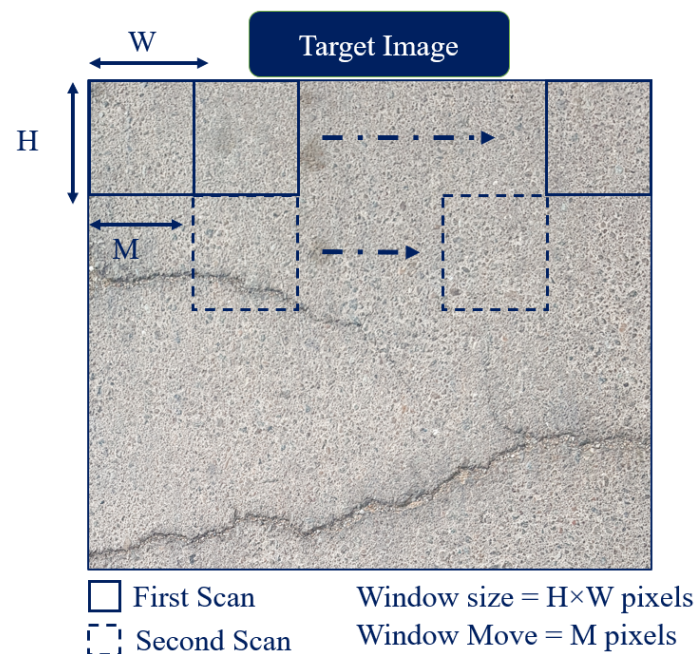 Target Image
W
H
M
First Scan
Window size = H×W pixels
Second Scan
Window Move = M pixels